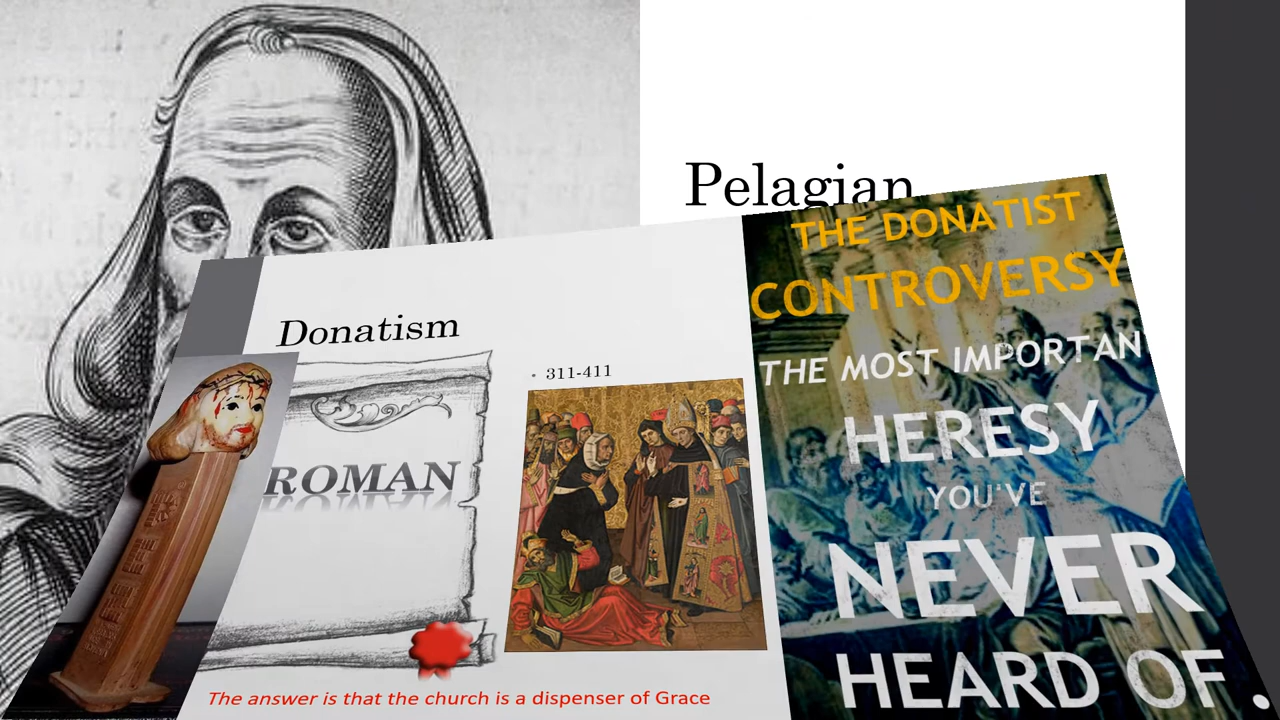 Pelagian
Donatism
311-411
ROMAN
The answer is that the church is a dispenser of Grace
THE DONATIST
CONTROVERSY
THE MOST IMPORTAN
HERESY
YOU'VE
NEVER
HEARD OF.